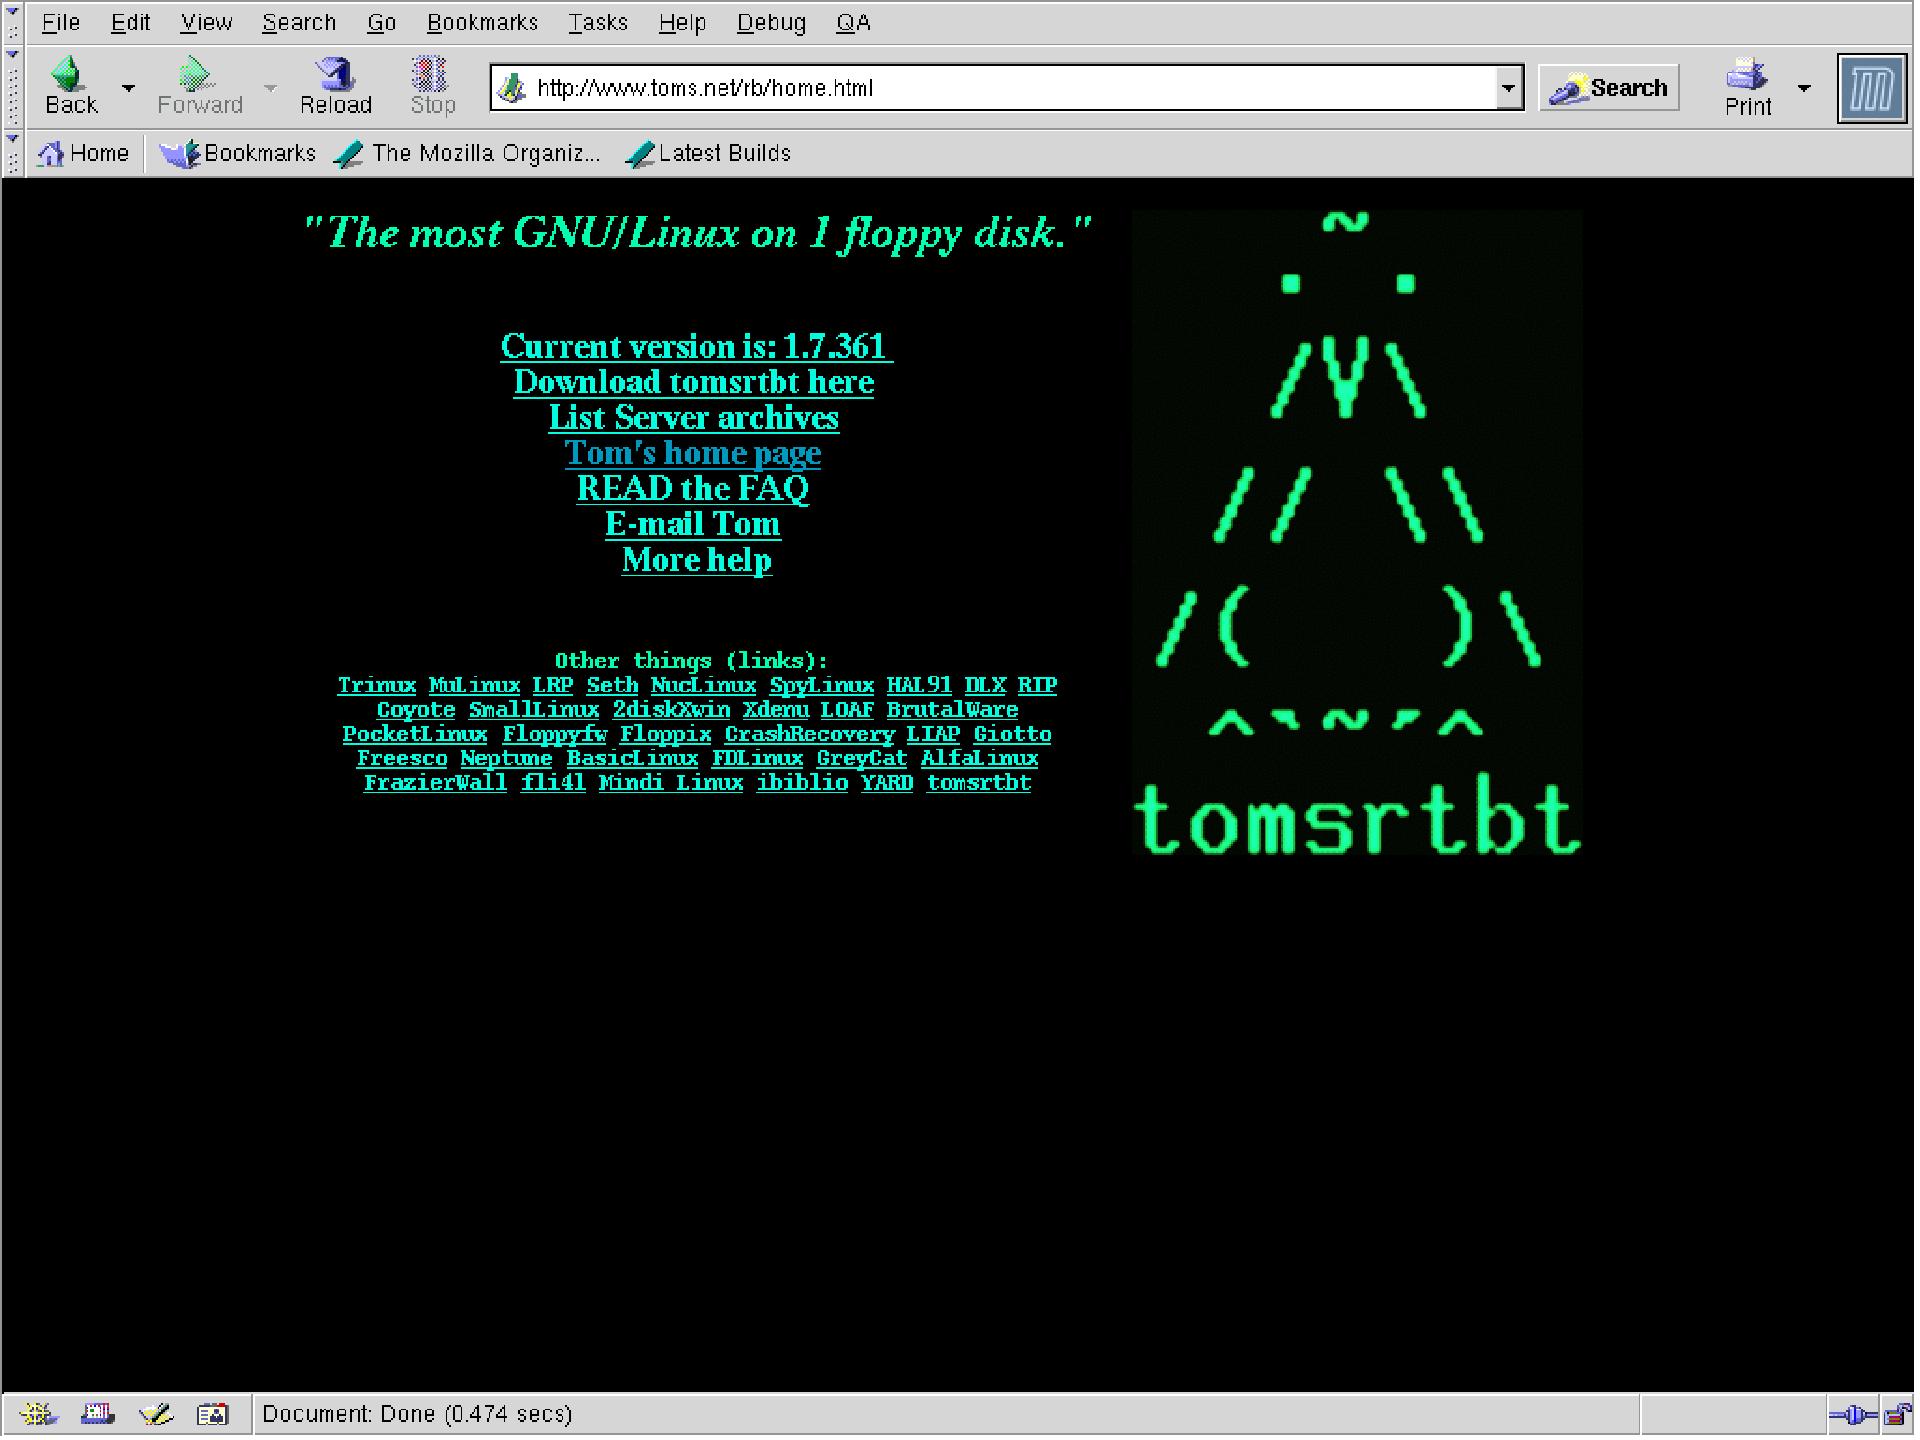 File Edit View Search Go Bookmarks Tasks Help Debug QA
Back Forward Reload Stop http://www.toms.net/rb/home.html Search Print
Home Bookmarks The Mozilla Organiz... Latest Builds
"The most GNU/Linux on 1 floppy disk."
Current version is: 1.7.361
Download tomsrtbt here
List Server archives
Tom's home page
READ the FAQ
E-mail Tom
More help
Other things (links):
Trinux MuLinux LRP Seth NucLinux SpyLinux HAL91 DLX RIP
Coyote SmallLinux 2diskXwin Xdenu LOAF BrutalWare
PocketLinux Floppyfw Floppix CrashRecovery LIAP Giotto
Freesco Neptune BasicLinux FDLinux GreyCat AlfaLinux
FrazierWall fli4l Mindi Linux ibiblio YARD tomsrtbt
~
. .
/V\
// \\
/( )\
^`~´^
tomsrtbt
Document: Done (0.474 secs)